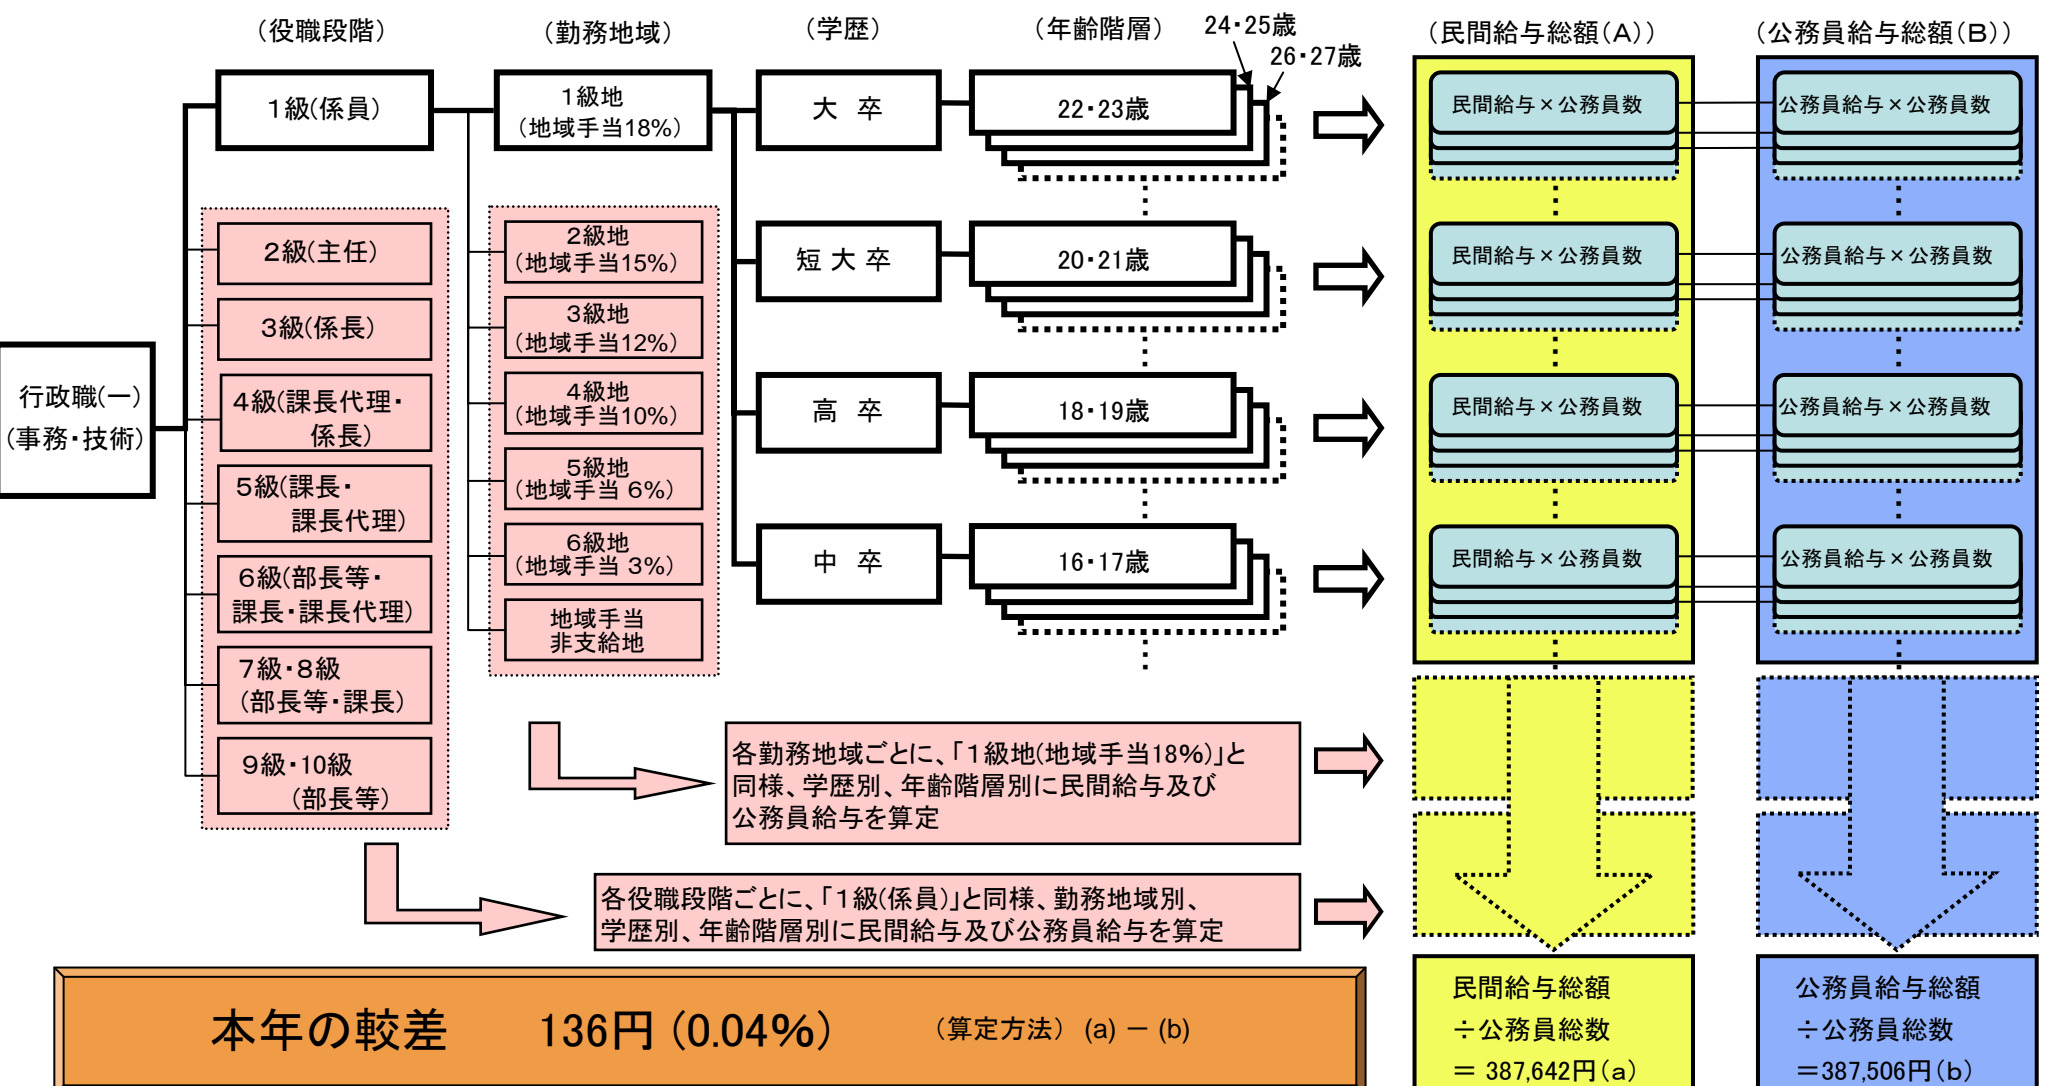 （役職段階）
（勤務地域）
（学歴）
（年齢階層）
24・25歳
26・27歳
（民間給与総額(A)）
（公務員給与総額(B)）
行政職(一)
(事務・技術)
1級(係員)
2級(主任)
3級(係長)
4級(課長代理・
係長)
5級(課長・
課長代理)
6級(部長等・
課長・課長代理)
7級・8級
(部長等・課長)
9級・10級
(部長等)
1級地
(地域手当18%)
2級地
(地域手当15%)
3級地
(地域手当12%)
4級地
(地域手当10%)
5級地
(地域手当 6%)
6級地
(地域手当 3%)
地域手当
非支給地
大 卒
短 大 卒
高 卒
中 卒
22・23歳
20・21歳
18・19歳
16・17歳
民間給与×公務員数
公務員給与×公務員数
民間給与×公務員数
公務員給与×公務員数
民間給与×公務員数
公務員給与×公務員数
民間給与×公務員数
公務員給与×公務員数
各勤務地域ごとに、「1級地(地域手当18%)」と
同様、学歴別、年齢階層別に民間給与及び
公務員給与を算定
各役職段階ごとに、「1級(係員)」と同様、勤務地域別、
学歴別、年齢階層別に民間給与及び公務員給与を算定
本年の較差 136円 (0.04%) （算定方法） (a) － (b)
民間給与総額
÷公務員総数
＝ 387,642円(a)
公務員給与総額
÷公務員総数
＝387,506円(b)